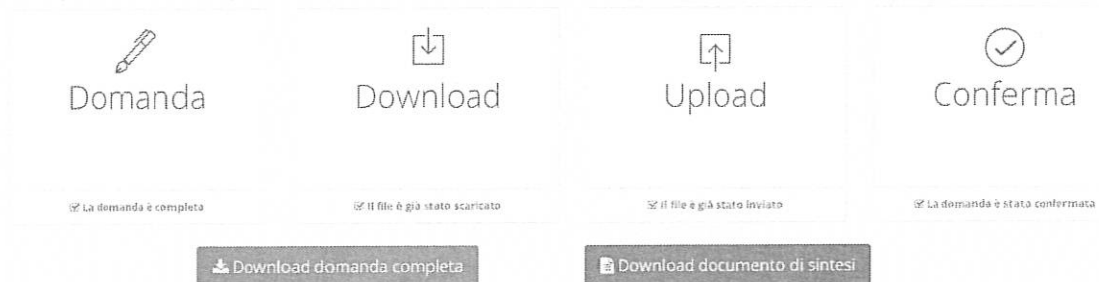 Domanda
Download
Upload
Conferma
La domanda è completa
Il file è già stato scaricato
Il file è già stato inviato
La domanda è stata confermata
Download domanda completa
Download documento di sintesi